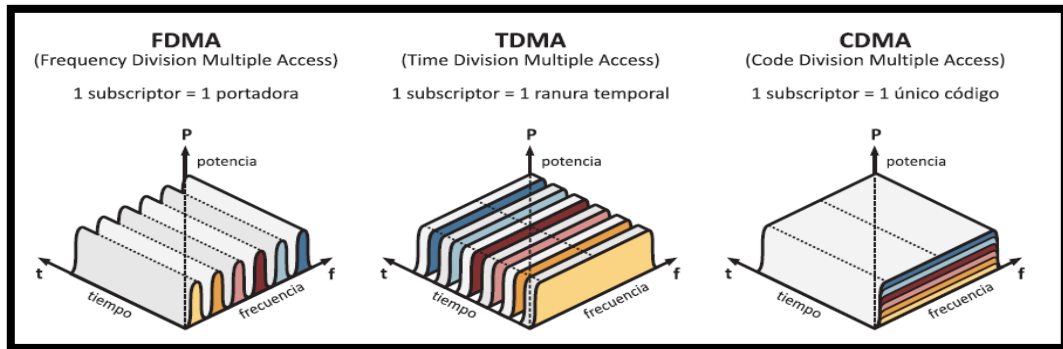 FDMA
(Frequency Division Multiple Access)
1 subscriptor = 1 portadora
P
potencia
t
tiempo
frecuencia
f
TDMA
(Time Division Multiple Access)
1 subscriptor = 1 ranura temporal
P
potencia
t
tiempo
frecuencia
f
CDMA
(Code Division Multiple Access)
1 subscriptor = 1 único código
P
potencia
t
tiempo
frecuencia
f